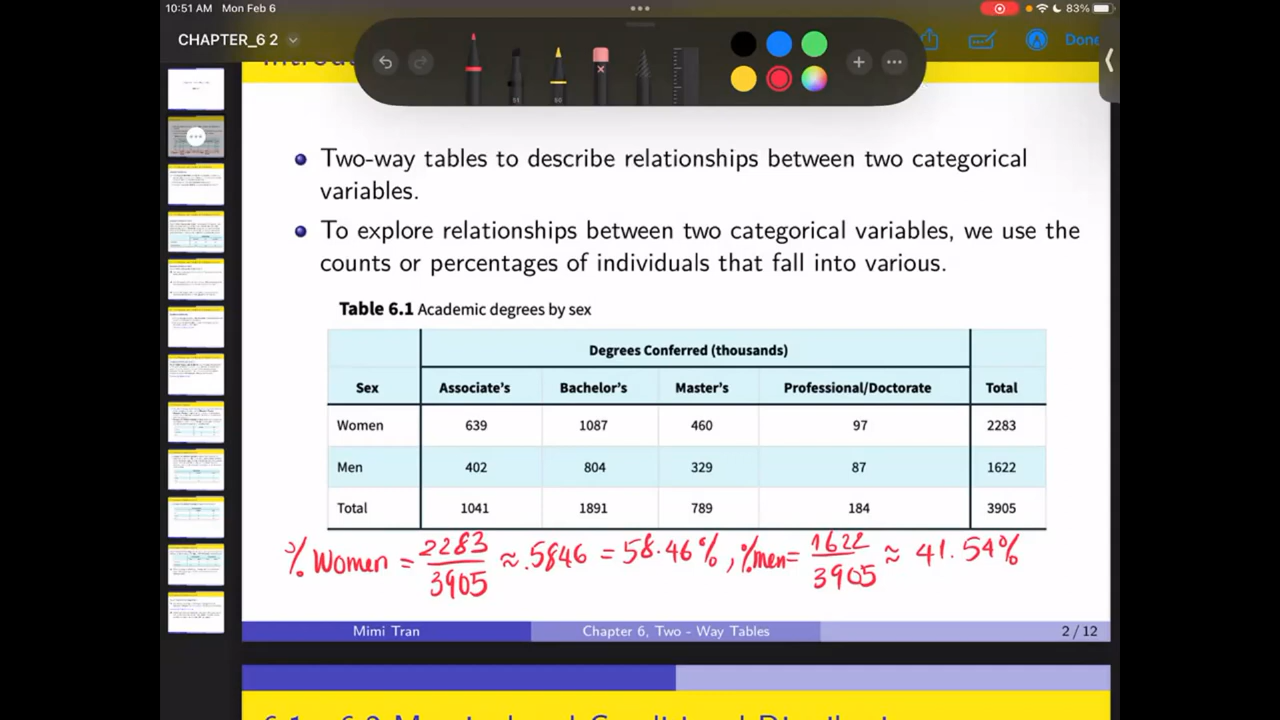 10:51 AM Mon Feb 6
83%
CHAPTER_6 2
Done
Two-way tables to describe relationships between two categorical
variables.
To explore relationships between two categorical variables, we use the
counts or percentages of individuals that fall into various.
Table 6.1 Academic degrees by sex
Degrees Conferred (thousands)
Sex Associate's Bachelor's Master's Professional/Doctorate Total
Women 639 1087 460 97 2283
Men 402 804 329 87 1622
Total 1041 1891 789 184 3905
% Women = 2283/3905 ≈ .5846 = 58.46%, % men = 1622/3905 ≈ 41.54%
Mimi Tran Chapter 6, Two - Way Tables 2 / 12